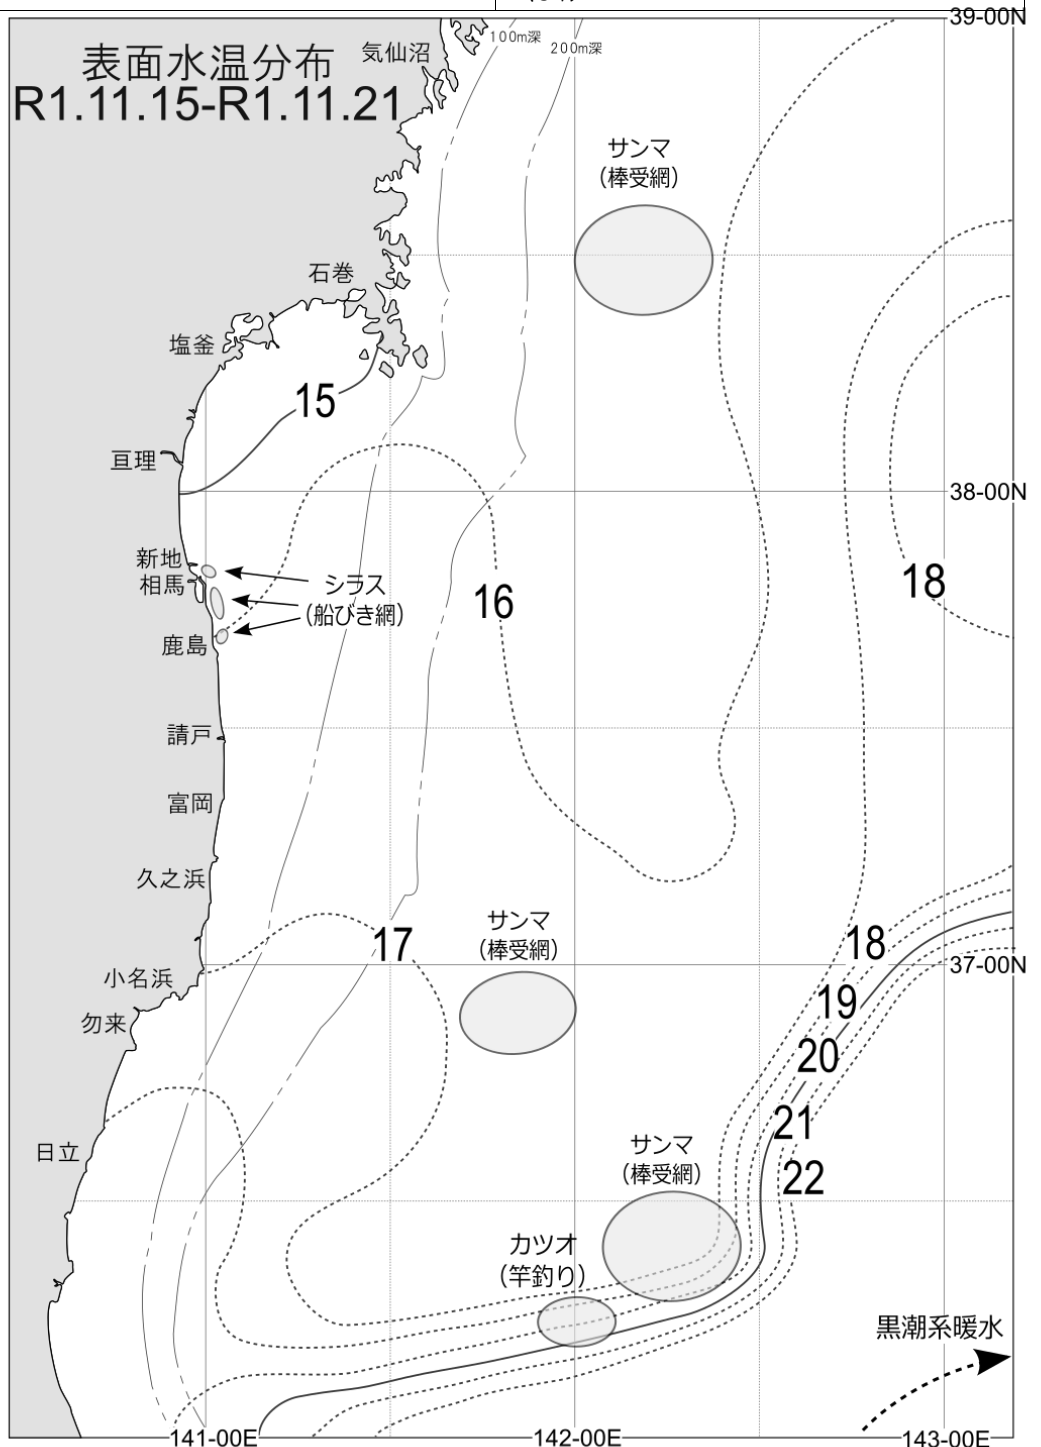 39-00N
100m深
200m深
気仙沼
表面水温分布
R1.11.15-R1.11.21
サンマ
(棒受網)
石巻
塩釜
15
亘理
38-00N
新地
相馬
シラス
(船びき網)
16
18
鹿島
請戸
富岡
久之浜
サンマ
(棒受網)
17
18
37-00N
小名浜
19
勿来
20
21
日立
サンマ
(棒受網)
22
カツオ
(竿釣り)
黒潮系暖水
141-00E
142-00E
143-00E